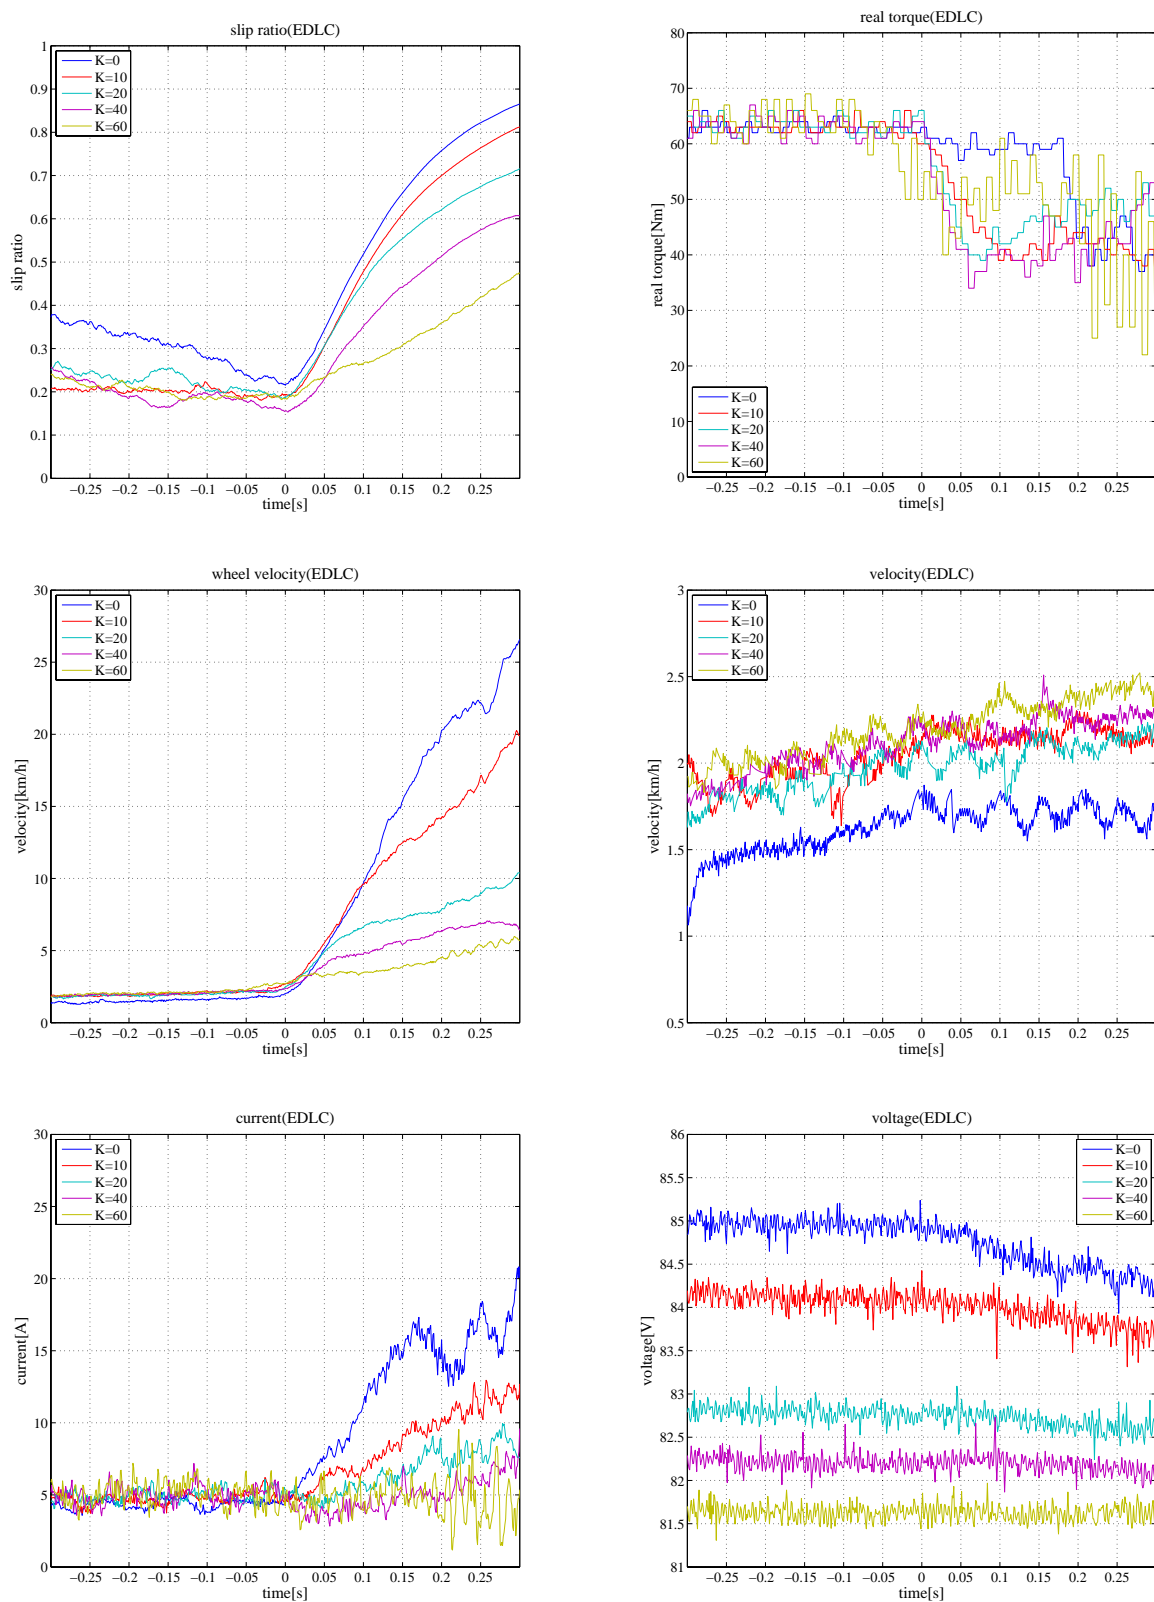 slip ratio(EDLC)
1
0.9
0.8
0.7
0.6
0.5
0.4
0.3
0.2
0.1
0
slip ratio
K=0
K=10
K=20
K=40
K=60
−0.25 −0.2 −0.15 −0.1 −0.05 0 0.05 0.1 0.15 0.2 0.25
time[s]
real torque(EDLC)
80
70
60
50
40
30
20
10
0
real torque[Nm]
K=0
K=10
K=20
K=40
K=60
−0.25 −0.2 −0.15 −0.1 −0.05 0 0.05 0.1 0.15 0.2 0.25
time[s]
wheel velocity(EDLC)
30
25
20
15
10
5
0
velocity[km/h]
K=0
K=10
K=20
K=40
K=60
−0.25 −0.2 −0.15 −0.1 −0.05 0 0.05 0.1 0.15 0.2 0.25
time[s]
velocity(EDLC)
3
2.5
2
1.5
1
0.5
velocity[km/h]
K=0
K=10
K=20
K=40
K=60
−0.25 −0.2 −0.15 −0.1 −0.05 0 0.05 0.1 0.15 0.2 0.25
time[s]
current(EDLC)
30
25
20
15
10
5
0
current[A]
K=0
K=10
K=20
K=40
K=60
−0.25 −0.2 −0.15 −0.1 −0.05 0 0.05 0.1 0.15 0.2 0.25
time[s]
voltage(EDLC)
86
85.5
85
84.5
84
83.5
83
82.5
82
81.5
81
voltage[V]
K=0
K=10
K=20
K=40
K=60
−0.25 −0.2 −0.15 −0.1 −0.05 0 0.05 0.1 0.15 0.2 0.25
time[s]